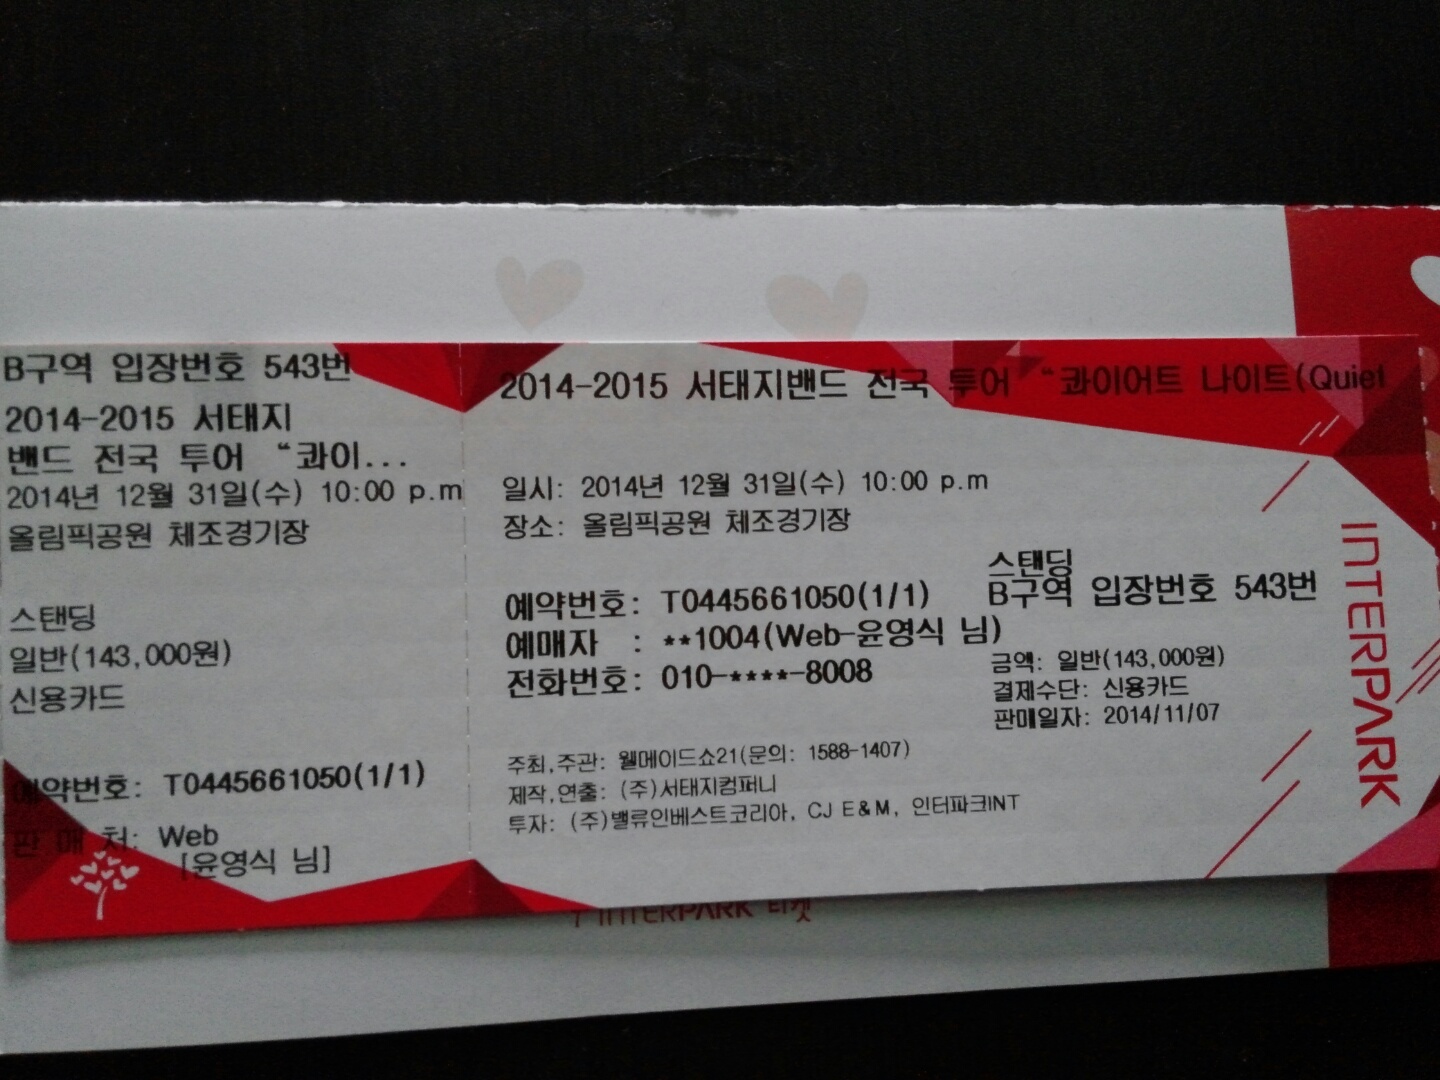 B구역 입장번호 543번
2014-2015 서태지
밴드 전국 투어 “콰이...
2014년 12월 31일(수) 10:00 p.m
올림픽공원 체조경기장
스탠딩
일반(143,000원)
신용카드
예약번호: T0445661050(1/1)
판 매 처: Web
[윤영식 님]
2014-2015 서태지밴드 전국 투어 “콰이어트 나이트(Quiet
일시: 2014년 12월 31일(수) 10:00 p.m
장소: 올림픽공원 체조경기장
스탠딩
B구역 입장번호 543번
예약번호: T0445661050(1/1)
예매자 : **1004(Web-윤영식 님)
전화번호: 010-****-8008
금액: 일반(143,000원)
결제수단: 신용카드
판매일자: 2014/11/07
주최,주관: 웰메이드쇼21(문의: 1588-1407)
제작,연출: (주)서태지컴퍼니
투자: (주)밸류인베스트코리아, CJ E&M, 인터파크INT
INTERPARK
INTERPARK 티켓